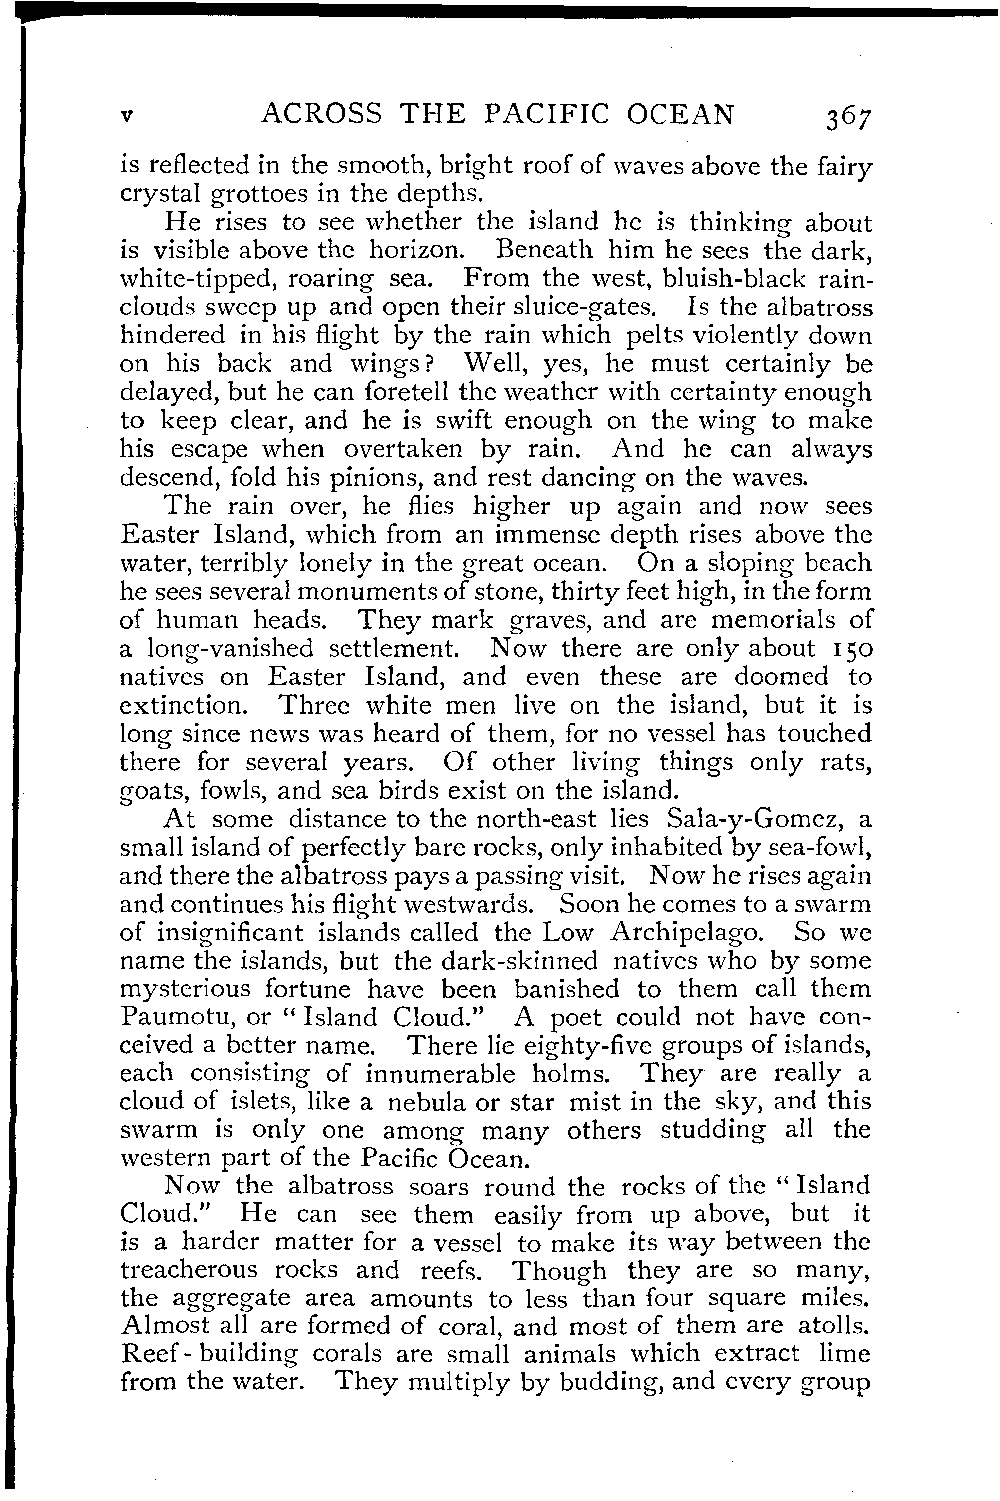 v ACROSS THE PACIFIC OCEAN 367
is reflected in the smooth, bright roof of waves above the fairy
crystal grottoes in the depths.
He rises to see whether the island he is thinking about
is visible above the horizon. Beneath him he sees the dark,
white-tipped, roaring sea. From the west, bluish-black rain-
clouds sweep up and open their sluice-gates. Is the albatross
hindered in his flight by the rain which pelts violently down
on his back and wings? Well, yes, he must certainly be
delayed, but he can foretell the weather with certainty enough
to keep clear, and he is swift enough on the wing to make
his escape when overtaken by rain. And he can always
descend, fold his pinions, and rest dancing on the waves.
The rain over, he flies higher up again and now sees
Easter Island, which from an immense depth rises above the
water, terribly lonely in the great ocean. On a sloping beach
he sees several monuments of stone, thirty feet high, in the form
of human heads. They mark graves, and are memorials of
a long-vanished settlement. Now there are only about 150
natives on Easter Island, and even these are doomed to
extinction. Three white men live on the island, but it is
long since news was heard of them, for no vessel has touched
there for several years. Of other living things only rats,
goats, fowls, and sea birds exist on the island.
At some distance to the north-east lies Sala-y-Gomez, a
small island of perfectly bare rocks, only inhabited by sea-fowl,
and there the albatross pays a passing visit. Now he rises again
and continues his flight westwards. Soon he comes to a swarm
of insignificant islands called the Low Archipelago. So we
name the islands, but the dark-skinned natives who by some
mysterious fortune have been banished to them call them
Paumotu, or "Island Cloud." A poet could not have con-
ceived a better name. There lie eighty-five groups of islands,
each consisting of innumerable holms. They are really a
cloud of islets, like a nebula or star mist in the sky, and this
swarm is only one among many others studding all the
western part of the Pacific Ocean.
Now the albatross soars round the rocks of the "Island
Cloud." He can see them easily from up above, but it
is a harder matter for a vessel to make its way between the
treacherous rocks and reefs. Though they are so many,
the aggregate area amounts to less than four square miles.
Almost all are formed of coral, and most of them are atolls.
Reef-building corals are small animals which extract lime
from the water. They multiply by budding, and every group